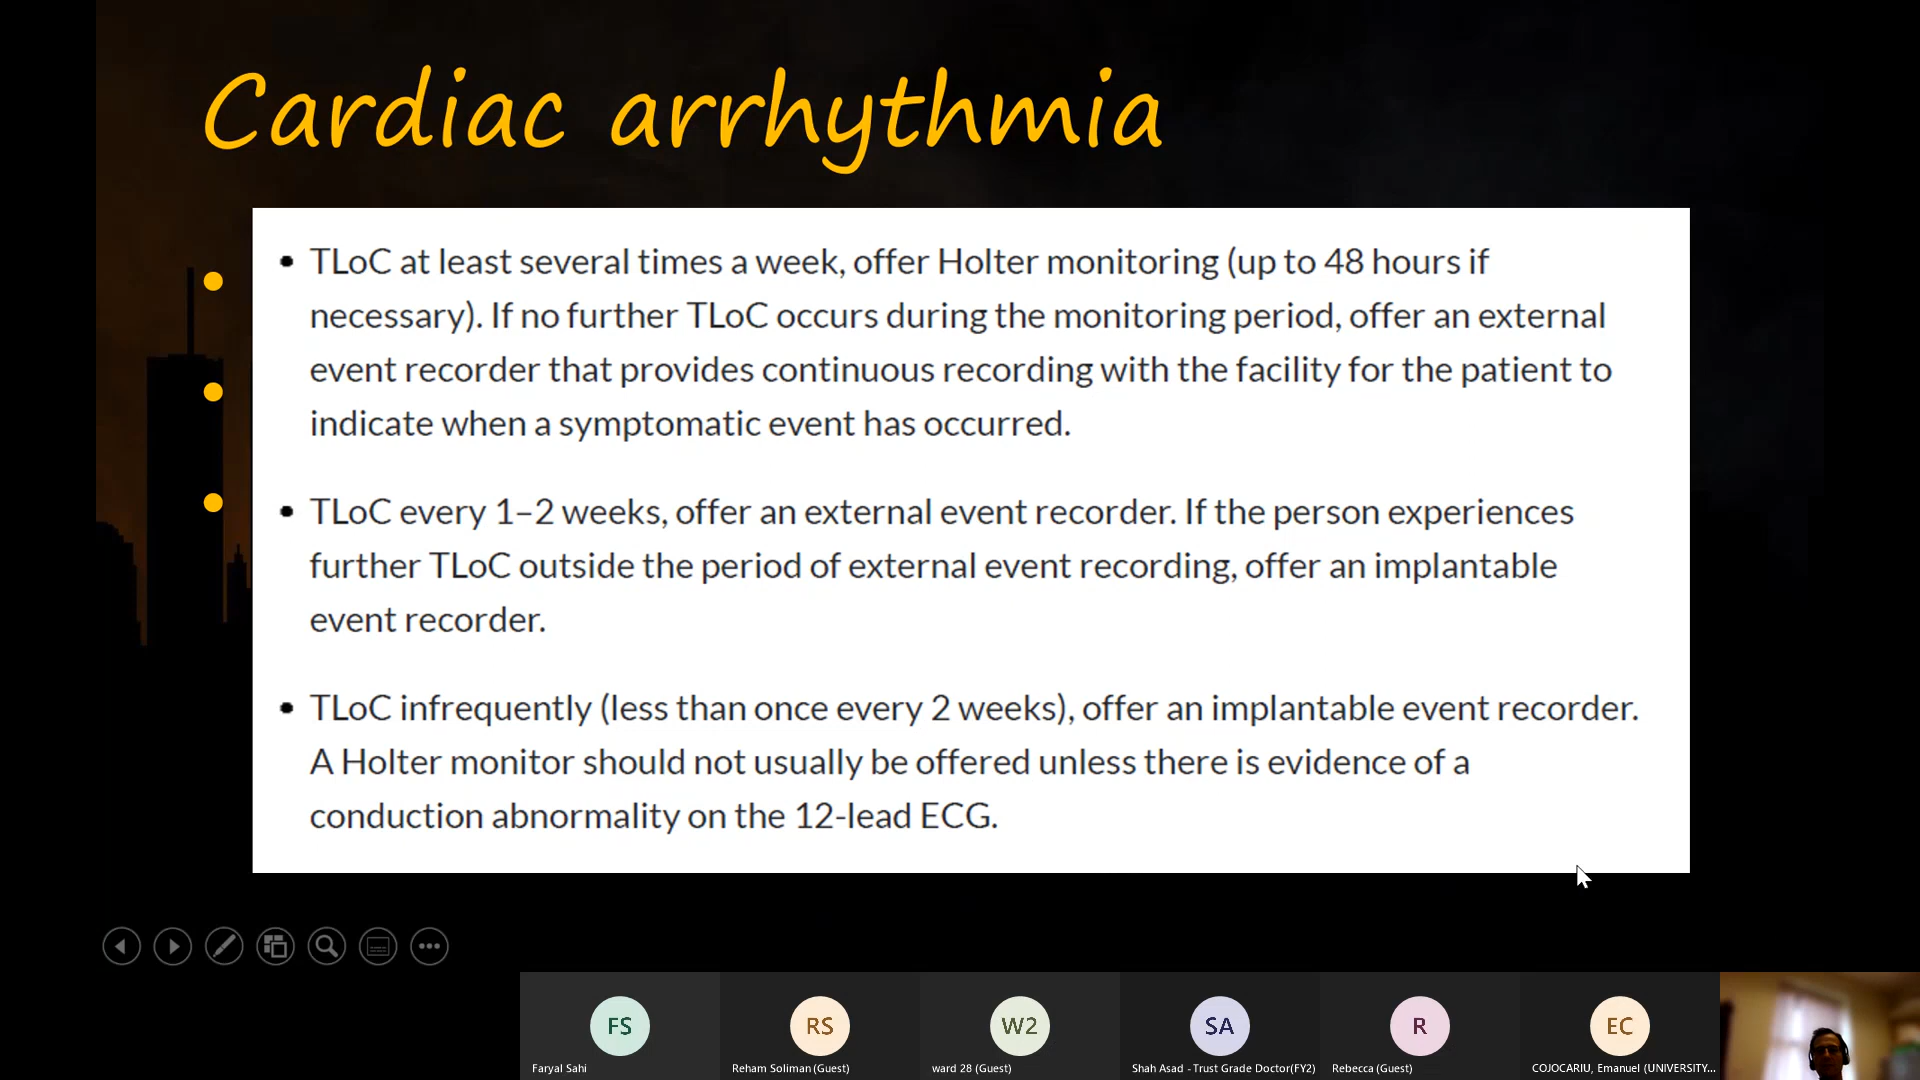 Cardiac arrhythmia
• TLoC at least several times a week, offer Holter monitoring (up to 48 hours if
necessary). If no further TLoC occurs during the monitoring period, offer an external
event recorder that provides continuous recording with the facility for the patient to
indicate when a symptomatic event has occurred.
• TLoC every 1–2 weeks, offer an external event recorder. If the person experiences
further TLoC outside the period of external event recording, offer an implantable
event recorder.
• TLoC infrequently (less than once every 2 weeks), offer an implantable event recorder.
A Holter monitor should not usually be offered unless there is evidence of a
conduction abnormality on the 12-lead ECG.
FS
RS
W2
SA
R
EC
Faryal Sahi
Reham Soliman (Guest)
ward 28 (Guest)
Shah Asad - Trust Grade Doctor(FY2)
Rebecca (Guest)
COJOCARIU, Emanuel (UNIVERSITY...